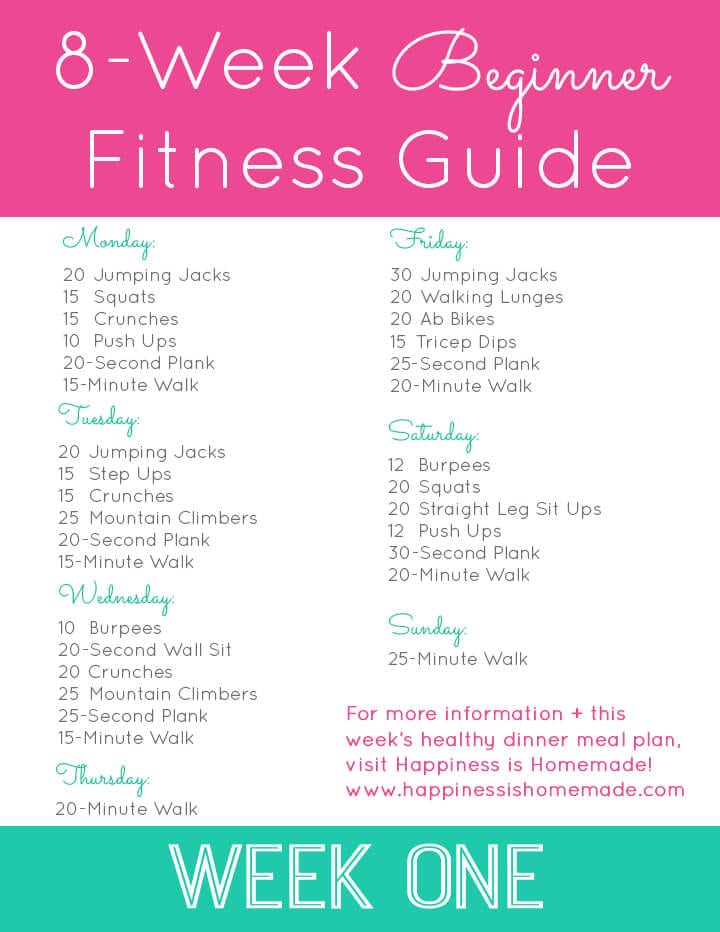 8-Week Beginner
Fitness Guide
Monday:
20 Jumping Jacks
15 Squats
15 Crunches
10 Push Ups
20-Second Plank
15-Minute Walk
Tuesday:
20 Jumping Jacks
15 Step Ups
15 Crunches
25 Mountain Climbers
20-Second Plank
15-Minute Walk
Wednesday:
10 Burpees
20-Second Wall Sit
20 Crunches
25 Mountain Climbers
25-Second Plank
15-Minute Walk
Thursday:
20-Minute Walk
Friday:
30 Jumping Jacks
20 Walking Lunges
20 Ab Bikes
15 Tricep Dips
25-Second Plank
20-Minute Walk
Saturday:
12 Burpees
20 Squats
20 Straight Leg Sit Ups
12 Push Ups
30-Second Plank
20-Minute Walk
Sunday:
25-Minute Walk
For more information + this
week's healthy dinner meal plan,
visit Happiness is Homemade!
www.happinessishomemade.com
WEEK ONE